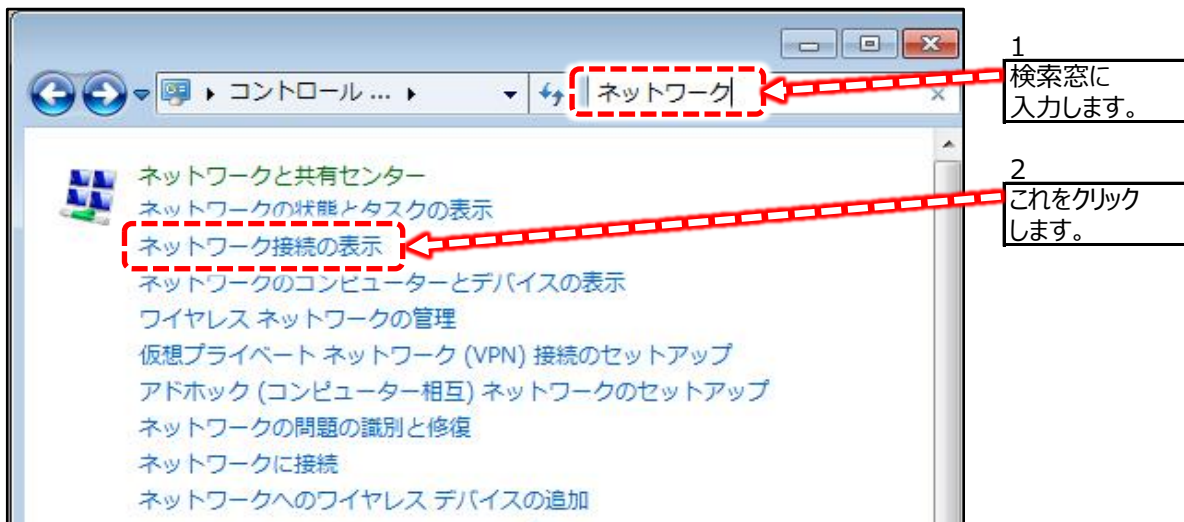 コントロール ...
ネットワーク
1
検索窓に
入力します。
ネットワークと共有センター
ネットワークの状態とタスクの表示
ネットワーク接続の表示
2
これをクリック
します。
ネットワークのコンピューターとデバイスの表示
ワイヤレス ネットワークの管理
仮想プライベート ネットワーク (VPN) 接続のセットアップ
アドホック (コンピューター相互) ネットワークのセットアップ
ネットワークの問題の識別と修復
ネットワークに接続
ネットワークへのワイヤレス デバイスの追加